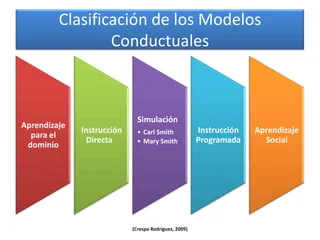 Clasificación de los Modelos
Conductuales
Aprendizaje
para el
dominio
Instrucción
Directa
Simulación
• Carl Smith
• Mary Smith
Instrucción
Programada
Aprendizaje
Social
(Crespo Rodríguez, 2009)